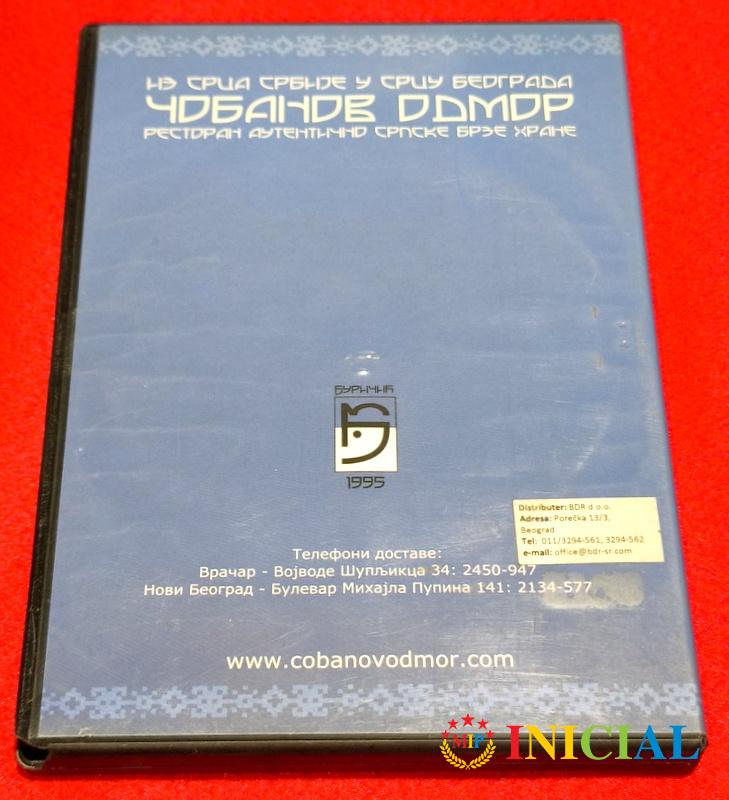 ИЗ СРЦА СРБИЈЕ У СРЦУ БЕОГРАДА
ЧОБАНОВ ОДМОР
РЕСТОРАН АУТЕНТИЧНО СРПСКЕ БРЗЕ ХРАНЕ
ЂУРИЧИЋ
1995
Distributer: BDR d o.o.
Adresa: Porečka 13/3,
Beograd
Tel: 011/3294-561, 3294-562
e-mail: office@bdr-sr.com
Телефони доставе:
Врачар - Војводе Шупљикца 34: 2450-947
Нови Београд - Булевар Михајла Пупина 141: 2134-577
www.cobanovodmor.com
MIP INICIAL